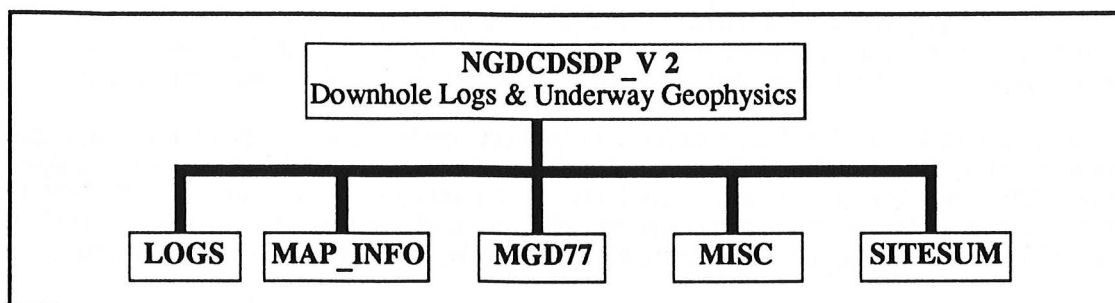 NGDCDSDP_V 2
Downhole Logs & Underway Geophysics
LOGS
MAP_INFO
MGD77
MISC
SITESUM